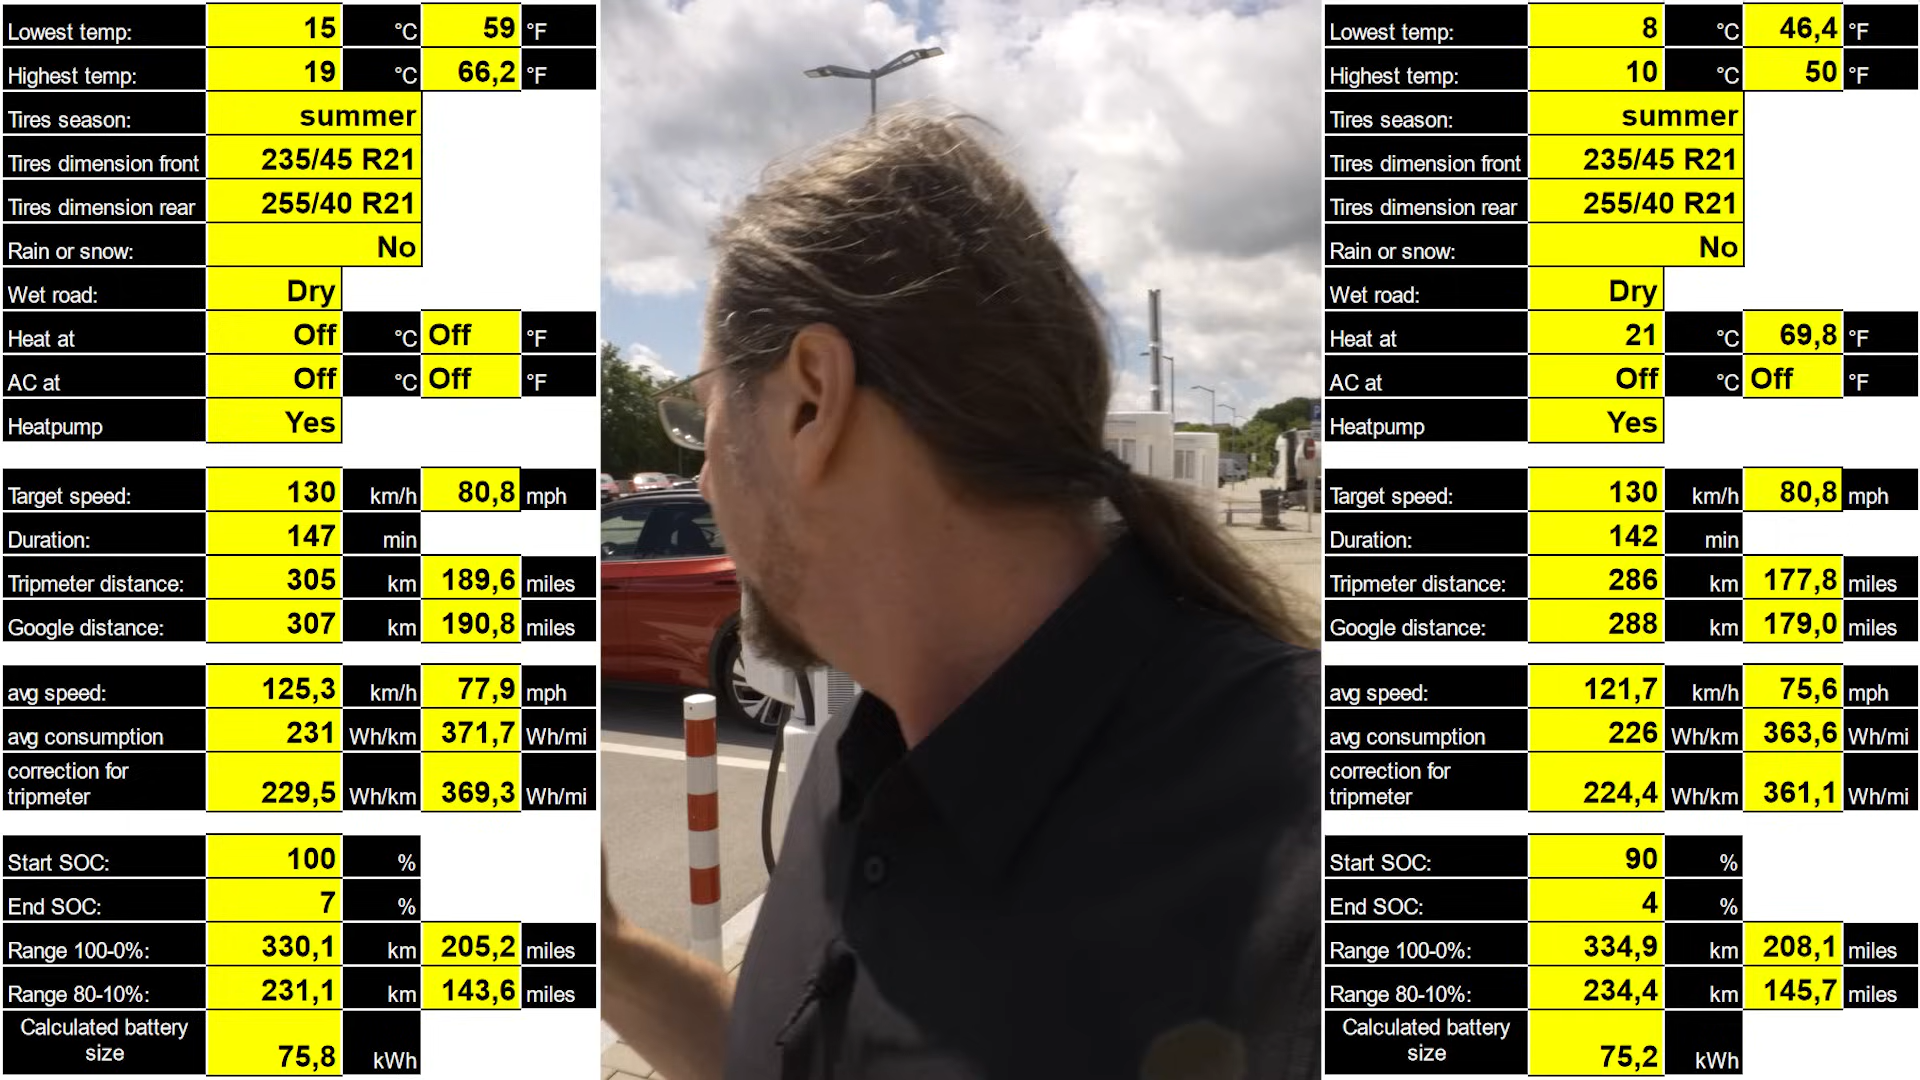 Lowest temp: 15 °C 59 °F
Highest temp: 19 °C 66,2 °F
Tires season: summer
Tires dimension front 235/45 R21
Tires dimension rear 255/40 R21
Rain or snow: No
Wet road: Dry
Heat at Off °C Off °F
AC at Off °C Off °F
Heatpump Yes
Target speed: 130 km/h 80,8 mph
Duration: 147 min
Tripmeter distance: 305 km 189,6 miles
Google distance: 307 km 190,8 miles
avg speed: 125,3 km/h 77,9 mph
avg consumption 231 Wh/km 371,7 Wh/mi
correction for
tripmeter 229,5 Wh/km 369,3 Wh/mi
Start SOC: 100 %
End SOC: 7 %
Range 100-0%: 330,1 km 205,2 miles
Range 80-10%: 231,1 km 143,6 miles
Calculated battery
size 75,8 kWh
Lowest temp: 8 °C 46,4 °F
Highest temp: 10 °C 50 °F
Tires season: summer
Tires dimension front 235/45 R21
Tires dimension rear 255/40 R21
Rain or snow: No
Wet road: Dry
Heat at 21 °C 69,8 °F
AC at Off °C Off °F
Heatpump Yes
Target speed: 130 km/h 80,8 mph
Duration: 142 min
Tripmeter distance: 286 km 177,8 miles
Google distance: 288 km 179,0 miles
avg speed: 121,7 km/h 75,6 mph
avg consumption 226 Wh/km 363,6 Wh/mi
correction for
tripmeter 224,4 Wh/km 361,1 Wh/mi
Start SOC: 90 %
End SOC: 4 %
Range 100-0%: 334,9 km 208,1 miles
Range 80-10%: 234,4 km 145,7 miles
Calculated battery
size 75,2 kWh